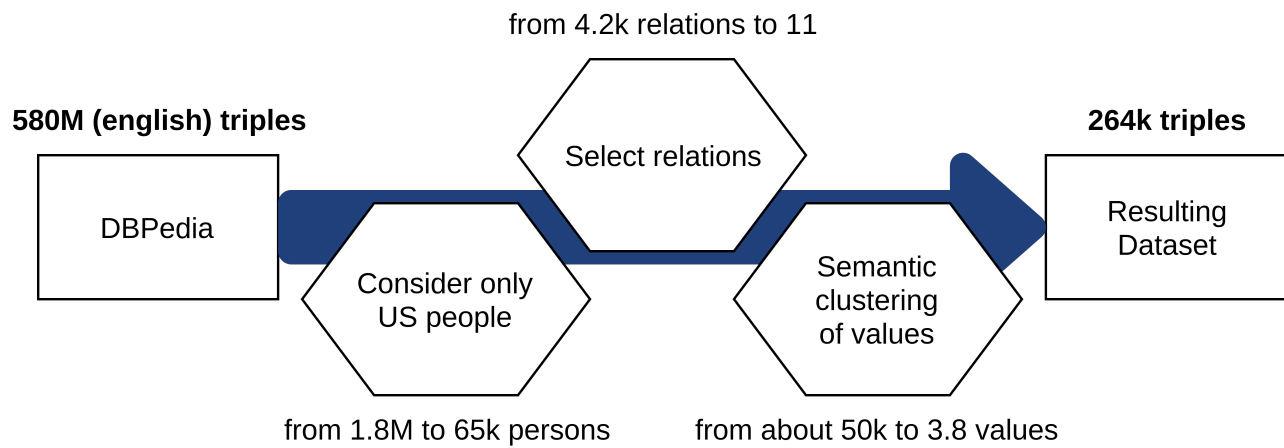 from 4.2k relations to 11
580M (english) triples
264k triples
Select relations
DBPedia
Resulting
Dataset
Consider only
US people
Semantic
clustering
of values
from 1.8M to 65k persons
from about 50k to 3.8 values